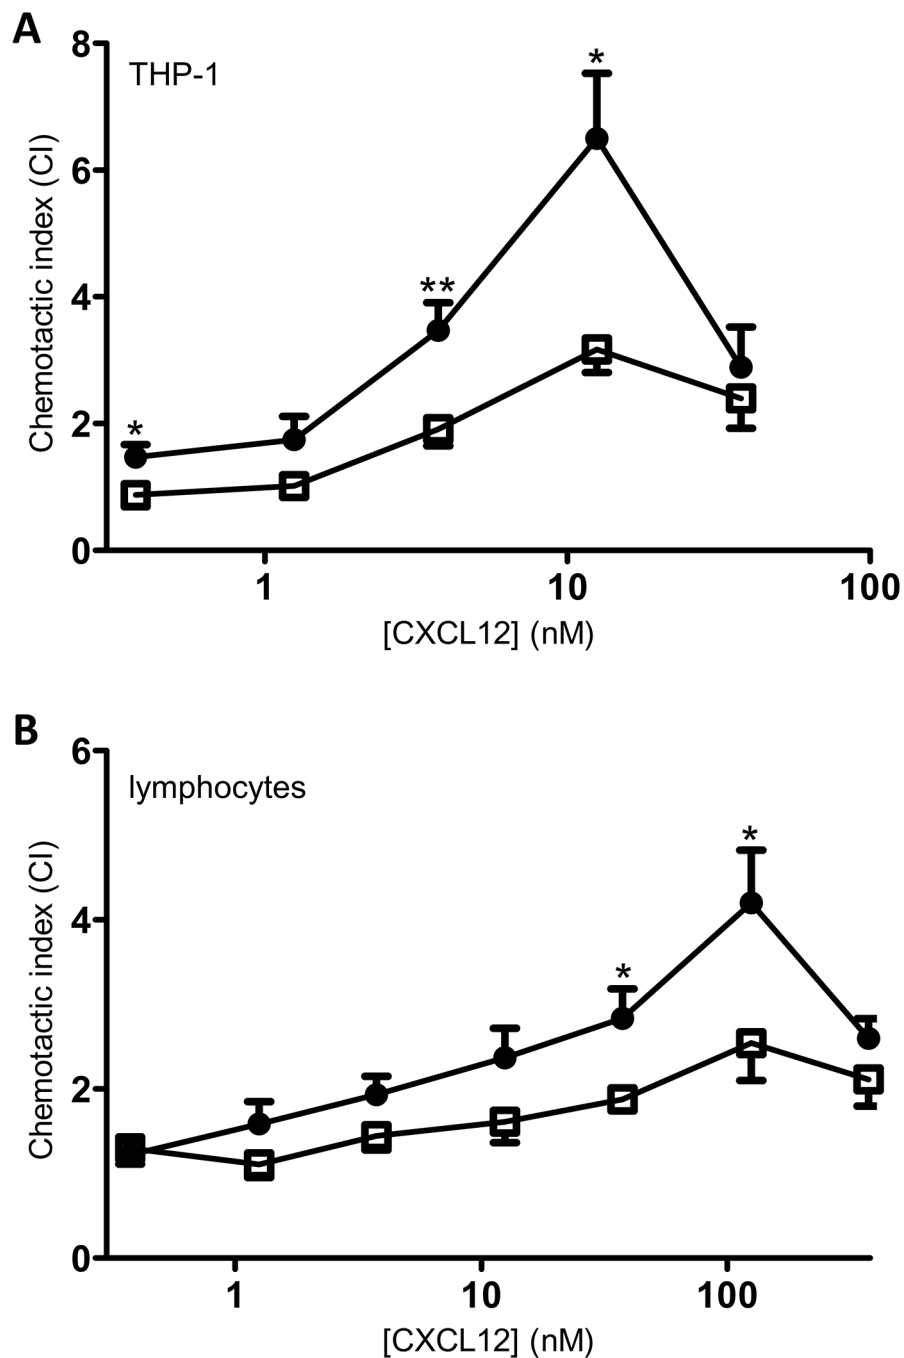 A
8
THP-1
*
6
Chemotactic index (CI)
**
4
*
2
0
1 10 100
[CXCL12] (nM)
B
6
lymphocytes
*
4
Chemotactic index (CI)
*
2
0
1 10 100
[CXCL12] (nM)